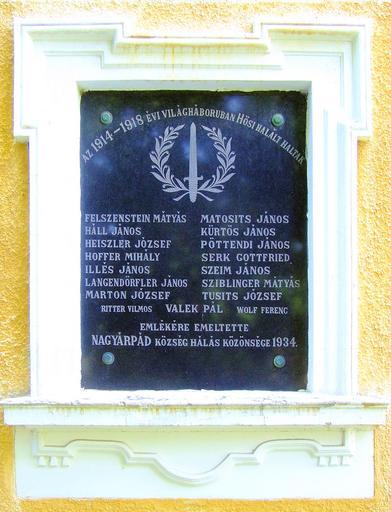 AZ 1914-1918 ÉVI VILÁGHÁBORUBAN HŐSI HALÁLT HALTAK
FELSZENSTEIN MÁTYÁS MATOSITS JÁNOS
HÁLL JÁNOS KÜRTÖS JÁNOS
HEISZLER JÓZSEF PÖTTENDI JÁNOS
HOFFER MIHÁLY SERK GOTTFRIED
ILLÉS JÁNOS SZEIM JÁNOS
LANGENDÖRFLER JÁNOS SZIBLINGER MÁTYÁS
MARTON JÓZSEF TUSITS JÓZSEF
RITTER VILMOS VALEK PÁL WOLF FERENC
EMLÉKÉRE EMELTETTE
NAGYÁRPÁD KÖZSÉG HÁLÁS KÖZÖNSÉGE 1934.